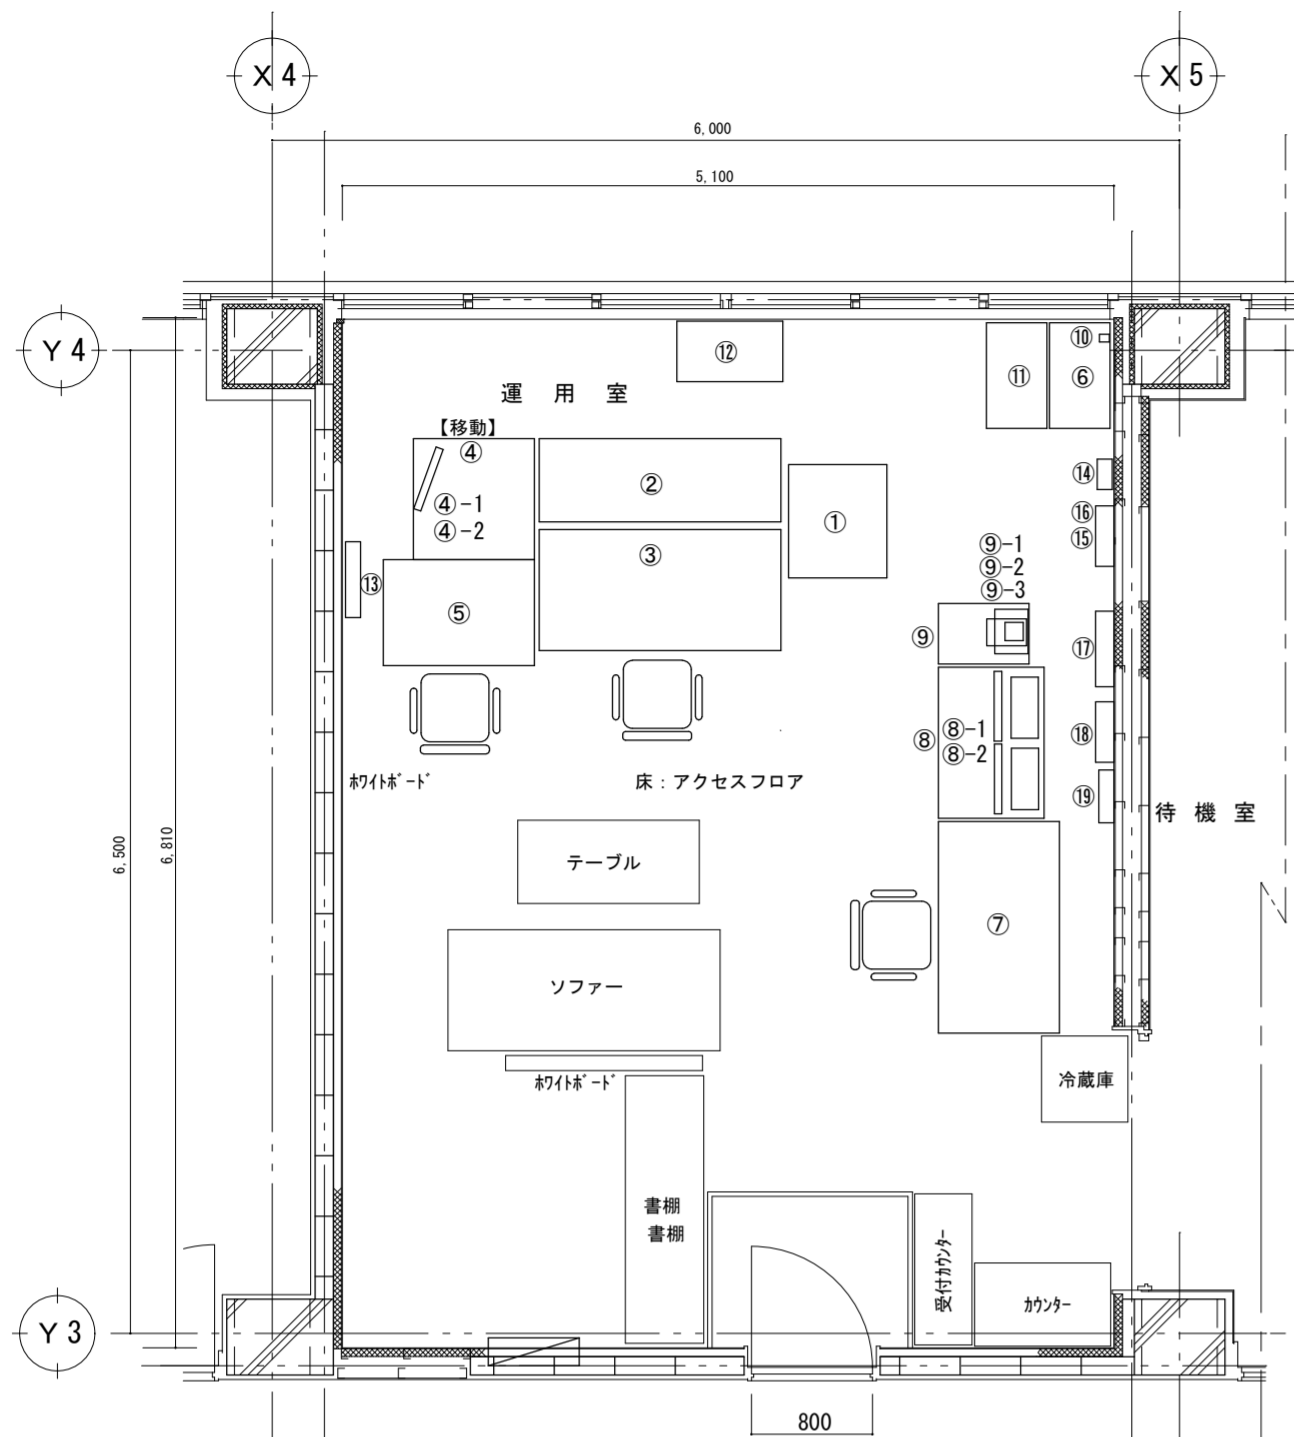 X 4
X 5
6,000
5,100
Y 4
⑫
⑩
⑪
⑥
運 用 室
【移動】
④
②
⑭
④-1
④-2
①
⑯
⑮
③
⑨-1
⑨-2
⑨-3
⑬
⑤
⑨
⑰
⑧-1
⑧
⑧-2
⑱
ﾎﾜｲﾄﾎﾞｰﾄﾞ
床：アクセスフロア
⑲
待 機 室
6,500
6,810
テーブル
⑦
ソファー
ﾎﾜｲﾄﾎﾞｰﾄﾞ
冷蔵庫
書棚
書棚
受付ｶｳﾝﾀｰ
ｶｳﾝﾀｰ
Y 3
800